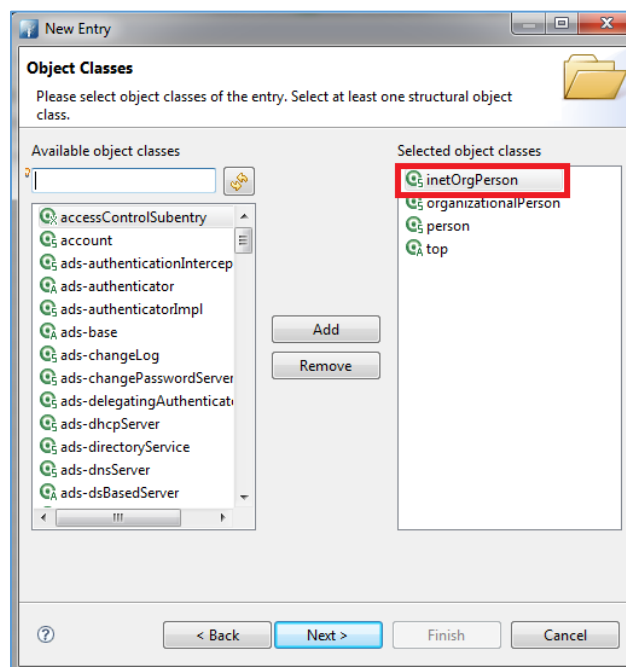 New Entry
Object Classes
Please select object classes of the entry. Select at least one structural object
class.
Available object classes
Selected object classes
accessControlSubentry
account
ads-authenticationIntercep
ads-authenticator
ads-authenticatorImpl
ads-base
ads-changeLog
ads-changePasswordServer
ads-delegatingAuthenticat
ads-dhcpServer
ads-directoryService
ads-dnsServer
ads-dsBasedServer
Add
Remove
inetOrgPerson
organizationalPerson
person
top
< Back
Next >
Finish
Cancel